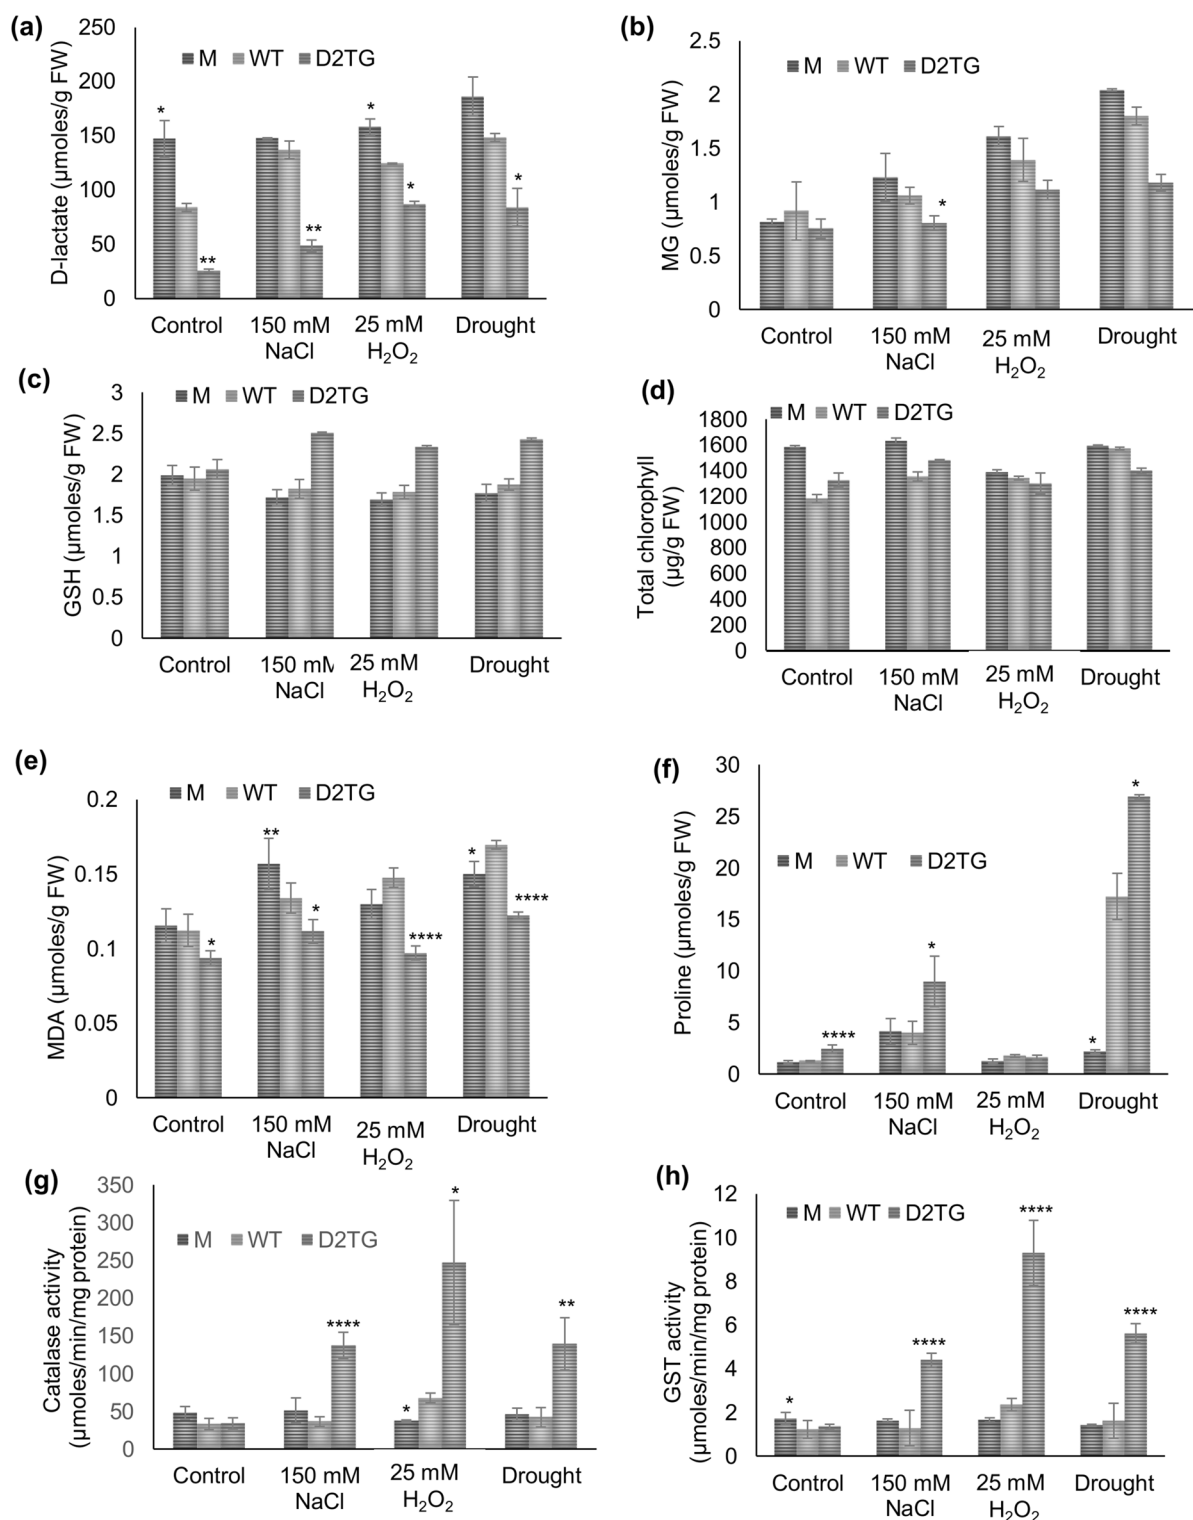 (a)
D-lactate (µmoles/g FW)
250
200
150
100
50
0
M WT D2TG
*
**
**
*
*
*
Control
150 mM
NaCl
25 mM
H₂O₂
Drought
(b)
MG (µmoles/g FW)
2.5
2
1.5
1
0.5
0
M WT D2TG
*
Control
150 mM
NaCl
25 mM
H₂O₂
Drought
(c)
GSH (µmoles/g FW)
3
2.5
2
1.5
1
0.5
0
M WT D2TG
Control
150 mM
NaCl
25 mM
H₂O₂
Drought
(d)
Total chlorophyll
(µg/g FW)
1800
1600
1400
1200
1000
800
600
400
200
0
M WT D2TG
Control
150 mM
NaCl
25 mM
H₂O₂
Drought
(e)
MDA (µmoles/g FW)
0.2
0.15
0.1
0.05
0
M WT D2TG
*
**
*
****
*
****
Control
150 mM
NaCl
25 mM
H₂O₂
Drought
(f)
Proline (µmoles/g FW)
30
25
20
15
10
5
0
M WT D2TG
****
*
*
*
Control
150 mM
NaCl
25 mM
H₂O₂
Drought
(g)
Catalase activity
(µmoles/min/mg protein)
350
300
250
200
150
100
50
0
M WT D2TG
****
*
*
**
Control
150 mM
NaCl
25 mM
H₂O₂
Drought
(h)
GST activity
(µmoles/min/mg protein)
12
10
8
6
4
2
0
M WT D2TG
*
****
****
****
Control
150 mM
NaCl
25 mM
H₂O₂
Drought